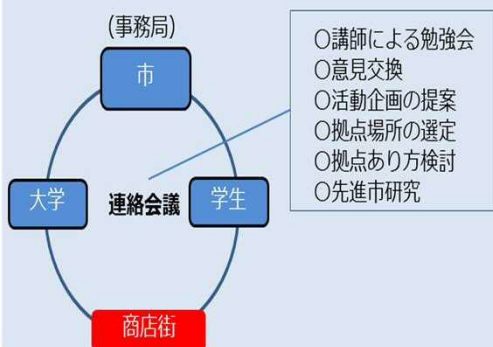 (事務局)
市
大学
連絡会議
学生
商店街
○講師による勉強会
○意見交換
○活動企画の提案
○拠点場所の選定
○拠点あり方検討
○先進市研究